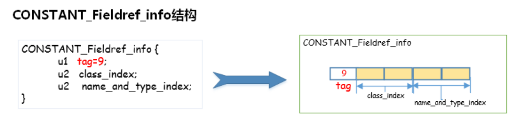 CONSTANT_Fieldref_info结构
CONSTANT_Fieldref_info {
u1 tag=9;
u2 class_index;
u2 name_and_type_index;
}
CONSTANT_Fieldref_info
9
tag
class_index
name_and_type_index